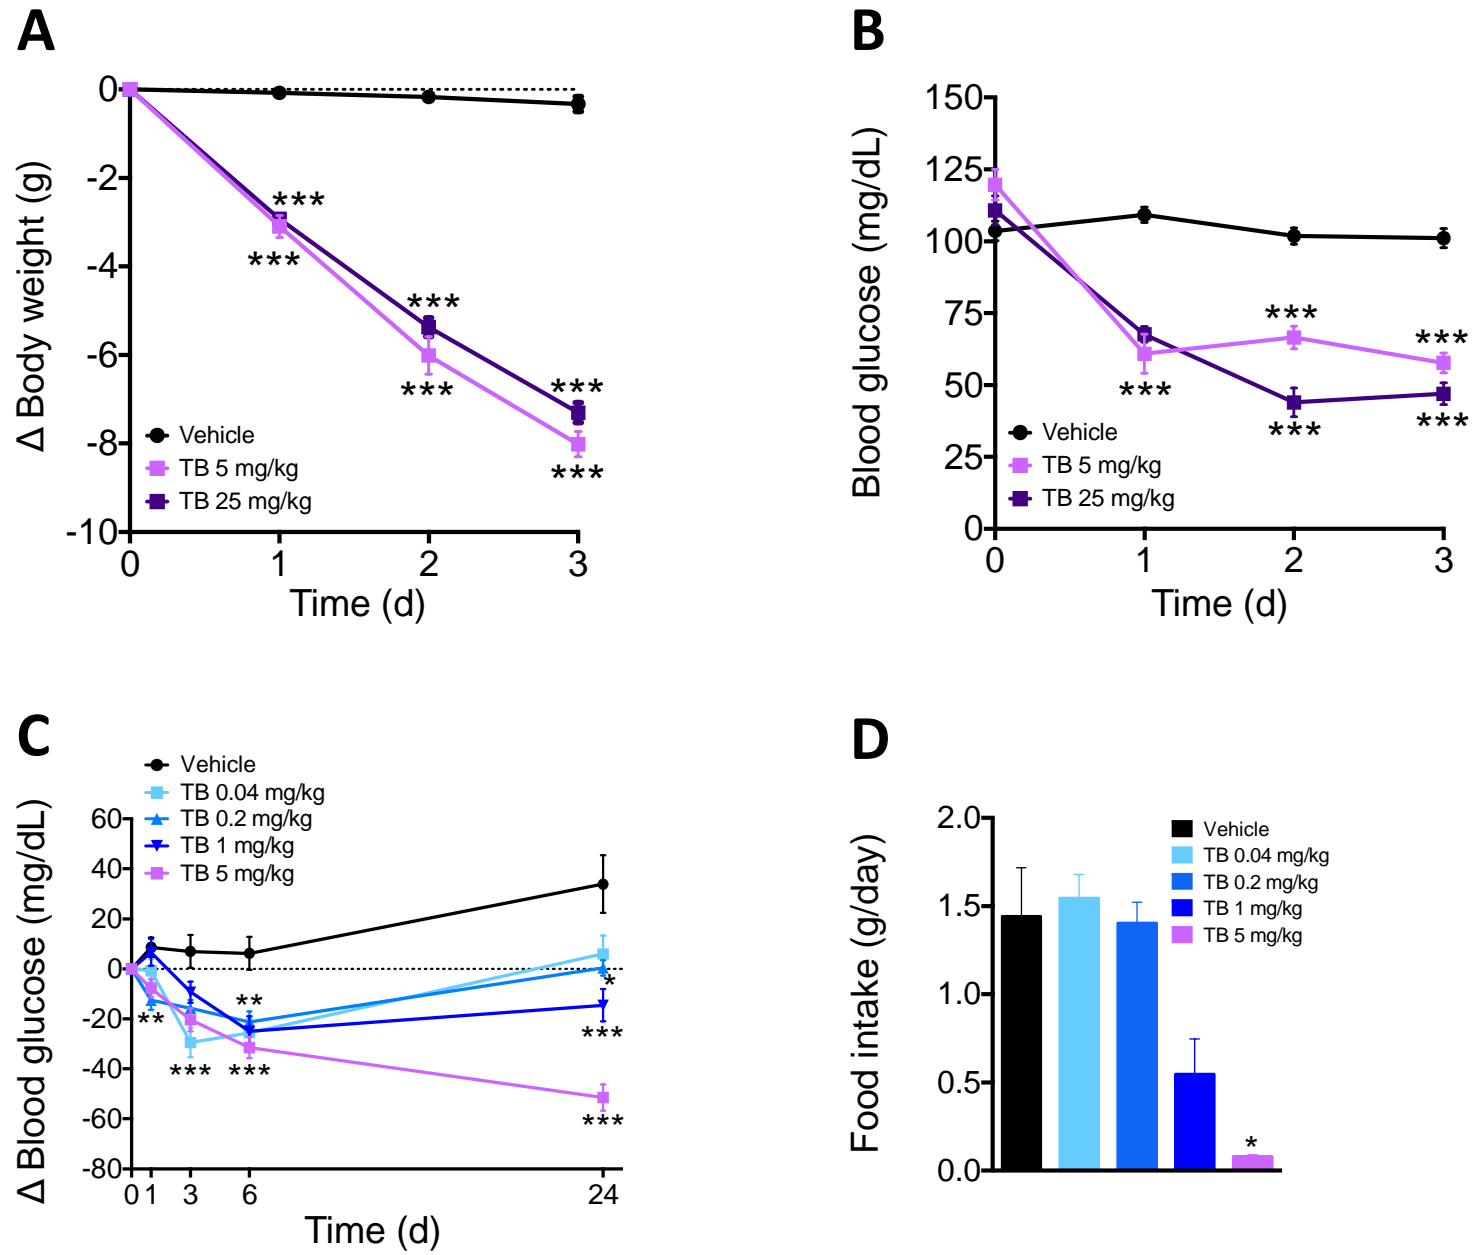 A
Δ Body weight (g)
0
-2
-4
-6
-8
-10
***
***
***
***
***
***
Vehicle
TB 5 mg/kg
TB 25 mg/kg
0 1 2 3
Time (d)
B
Blood glucose (mg/dL)
150
125
100
75
50
25
0
***
***
***
***
***
Vehicle
TB 5 mg/kg
TB 25 mg/kg
0 1 2 3
Time (d)
C
Δ Blood glucose (mg/dL)
Vehicle
TB 0.04 mg/kg
TB 0.2 mg/kg
TB 1 mg/kg
TB 5 mg/kg
60
40
20
0
-20
-40
-60
-80
**
**
***
***
*
***
***
0 1 3 6 24
Time (d)
D
Food intake (g/day)
2.0
1.5
1.0
0.5
0.0
Vehicle
TB 0.04 mg/kg
TB 0.2 mg/kg
TB 1 mg/kg
TB 5 mg/kg
*